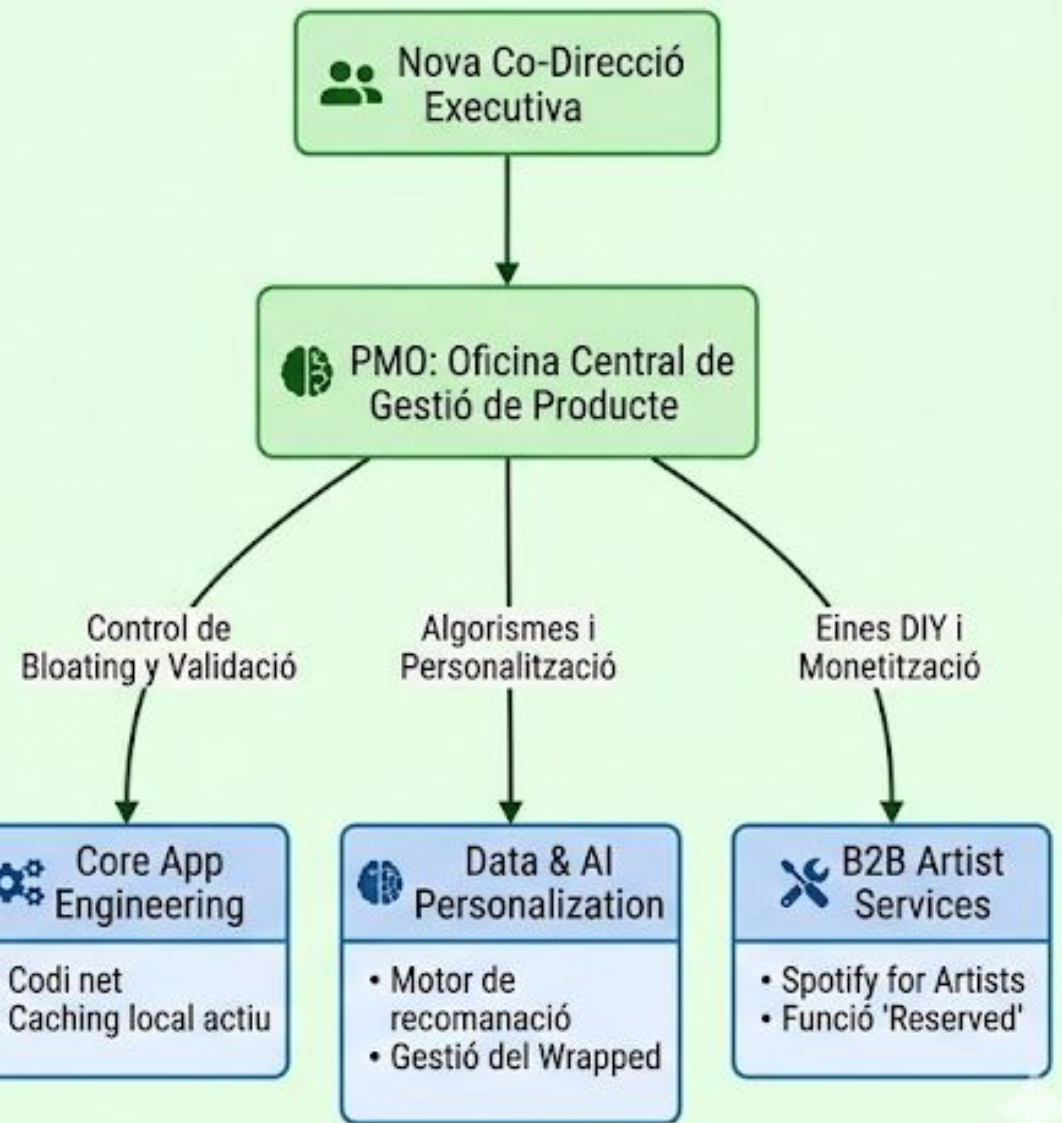 Nova Co-Direcció
Executiva
PMO: Oficina Central de
Gestió de Producte
Control de
Bloating y Validació
Algorismes i
Personalització
Eines DIY i
Monetització
Core App
Engineering
Codi net
Caching local actiu
Data & AI
Personalization
• Motor de
recomanació
• Gestió del Wrapped
B2B Artist
Services
• Spotify for Artists
• Funció 'Reserved'